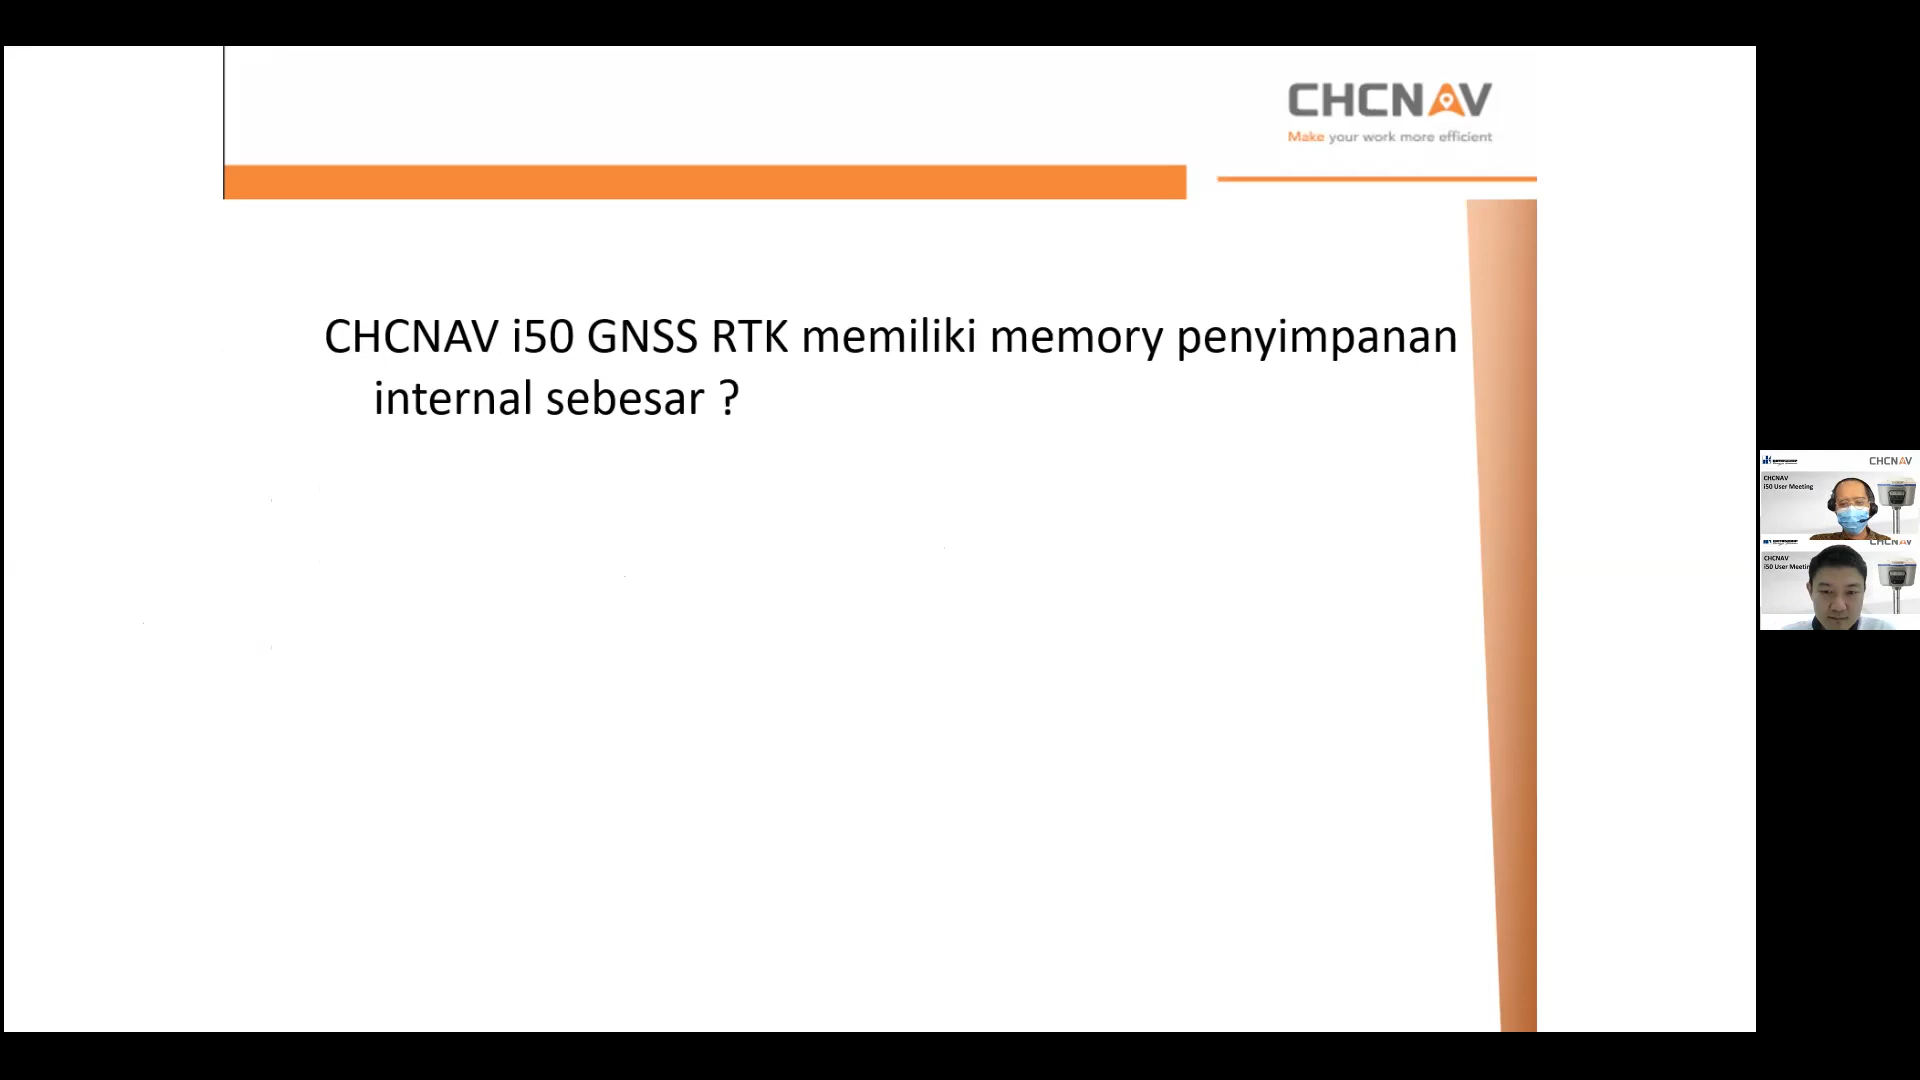 CHCNAV
Make your work more efficient
CHCNAV i50 GNSS RTK memiliki memory penyimpanan
internal sebesar ?
CHCNAV
CHCNAV
i50 User Meeting
CHCNAV
CHCNAV
i50 User Meetin